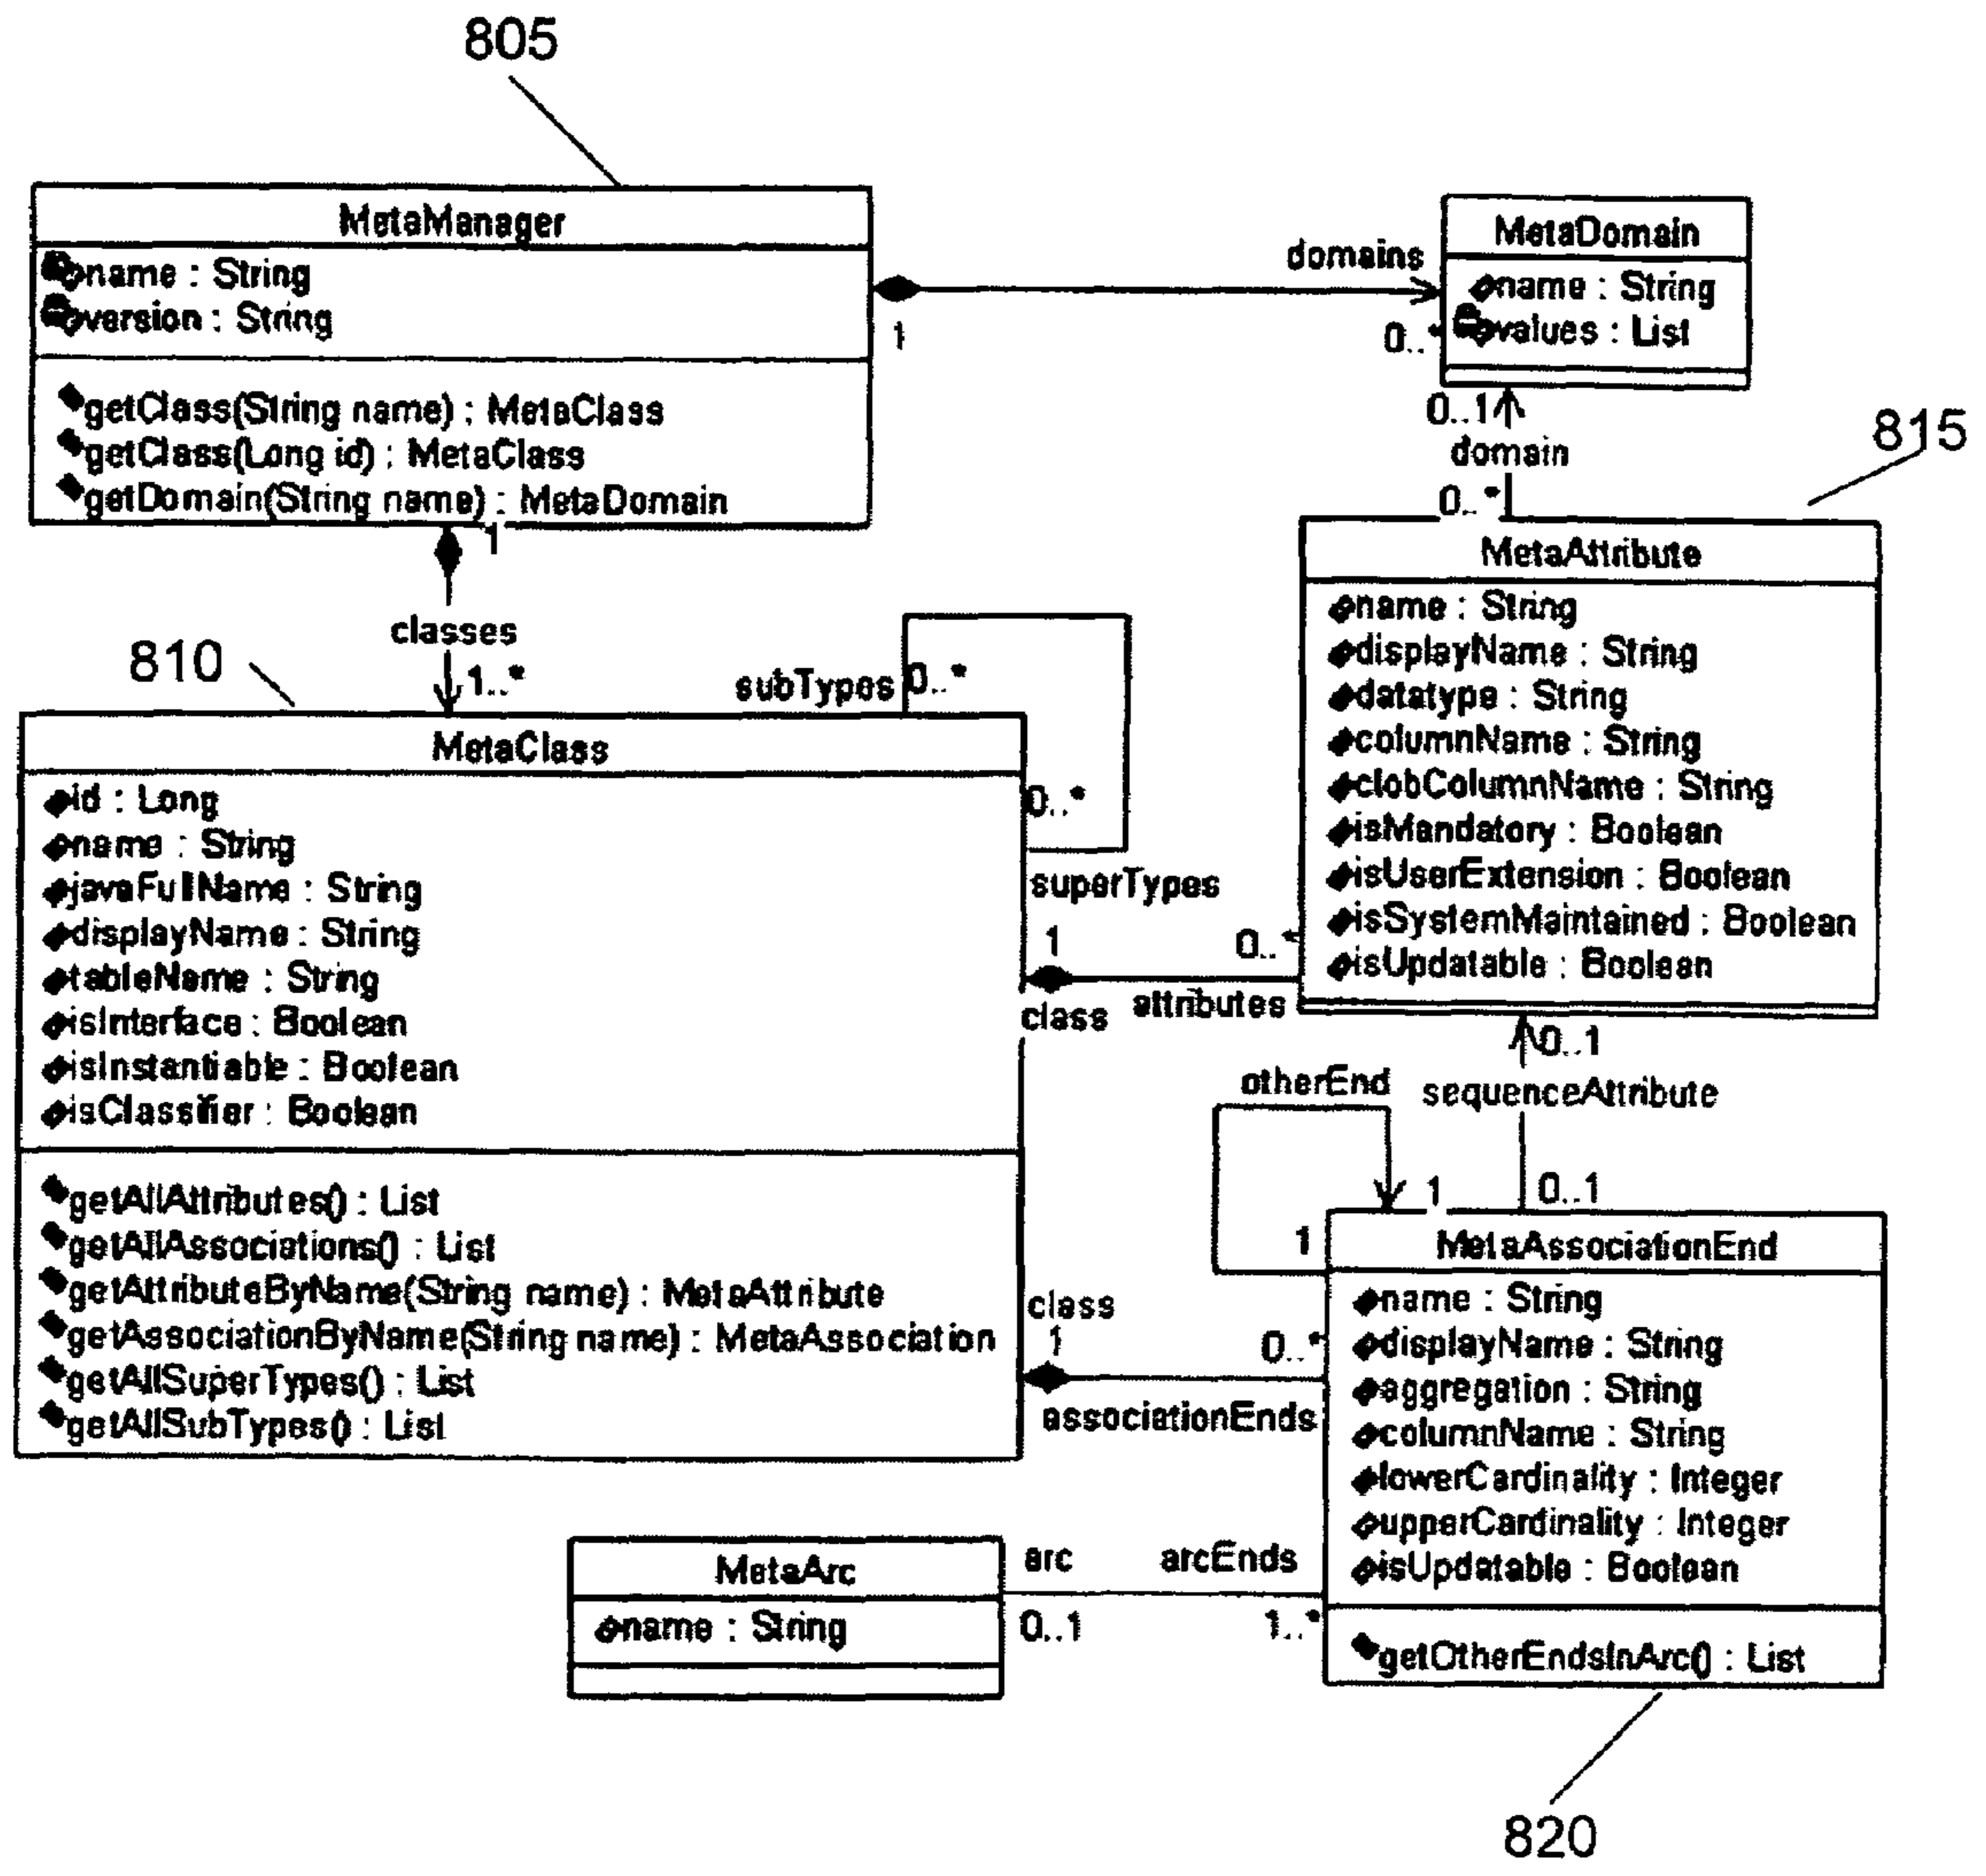 805
MetaManager
name : String
version : String
getClass(String name) : MetaClass
getClass(Long id) : MetaClass
getDomain(String name) : MetaDomain
1
domains
0..*
MetaDomain
name : String
values : List
0..1
domain
0..*
815
MetaAttribute
name : String
displayName : String
datatype : String
columnName : String
clobColumnName : String
isMandatory : Boolean
isUserExtension : Boolean
isSystemMaintained : Boolean
isUpdatable : Boolean
1
classes
1..*
810
subTypes
0..*
0..*
superTypes
MetaClass
id : Long
name : String
javaFullName : String
displayName : String
tableName : String
isInterface : Boolean
isInstantiable : Boolean
isClassifier : Boolean
getAllAttributes() : List
getAllAssociations() : List
getAttributeByName(String name) : MetaAttribute
getAssociationByName(String name) : MetaAssociation
getAllSuperTypes() : List
getAllSubTypes() : List
1
0..*
class
attributes
0..1
sequenceAttribute
0..1
otherEnd
1
1
class
1
0..*
associationEnds
MetaAssociationEnd
name : String
displayName : String
aggregation : String
columnName : String
lowerCardinality : Integer
upperCardinality : Integer
isUpdatable : Boolean
getOtherEndsInArc() : List
MetaArc
name : String
arc
arcEnds
0..1
1..*
820